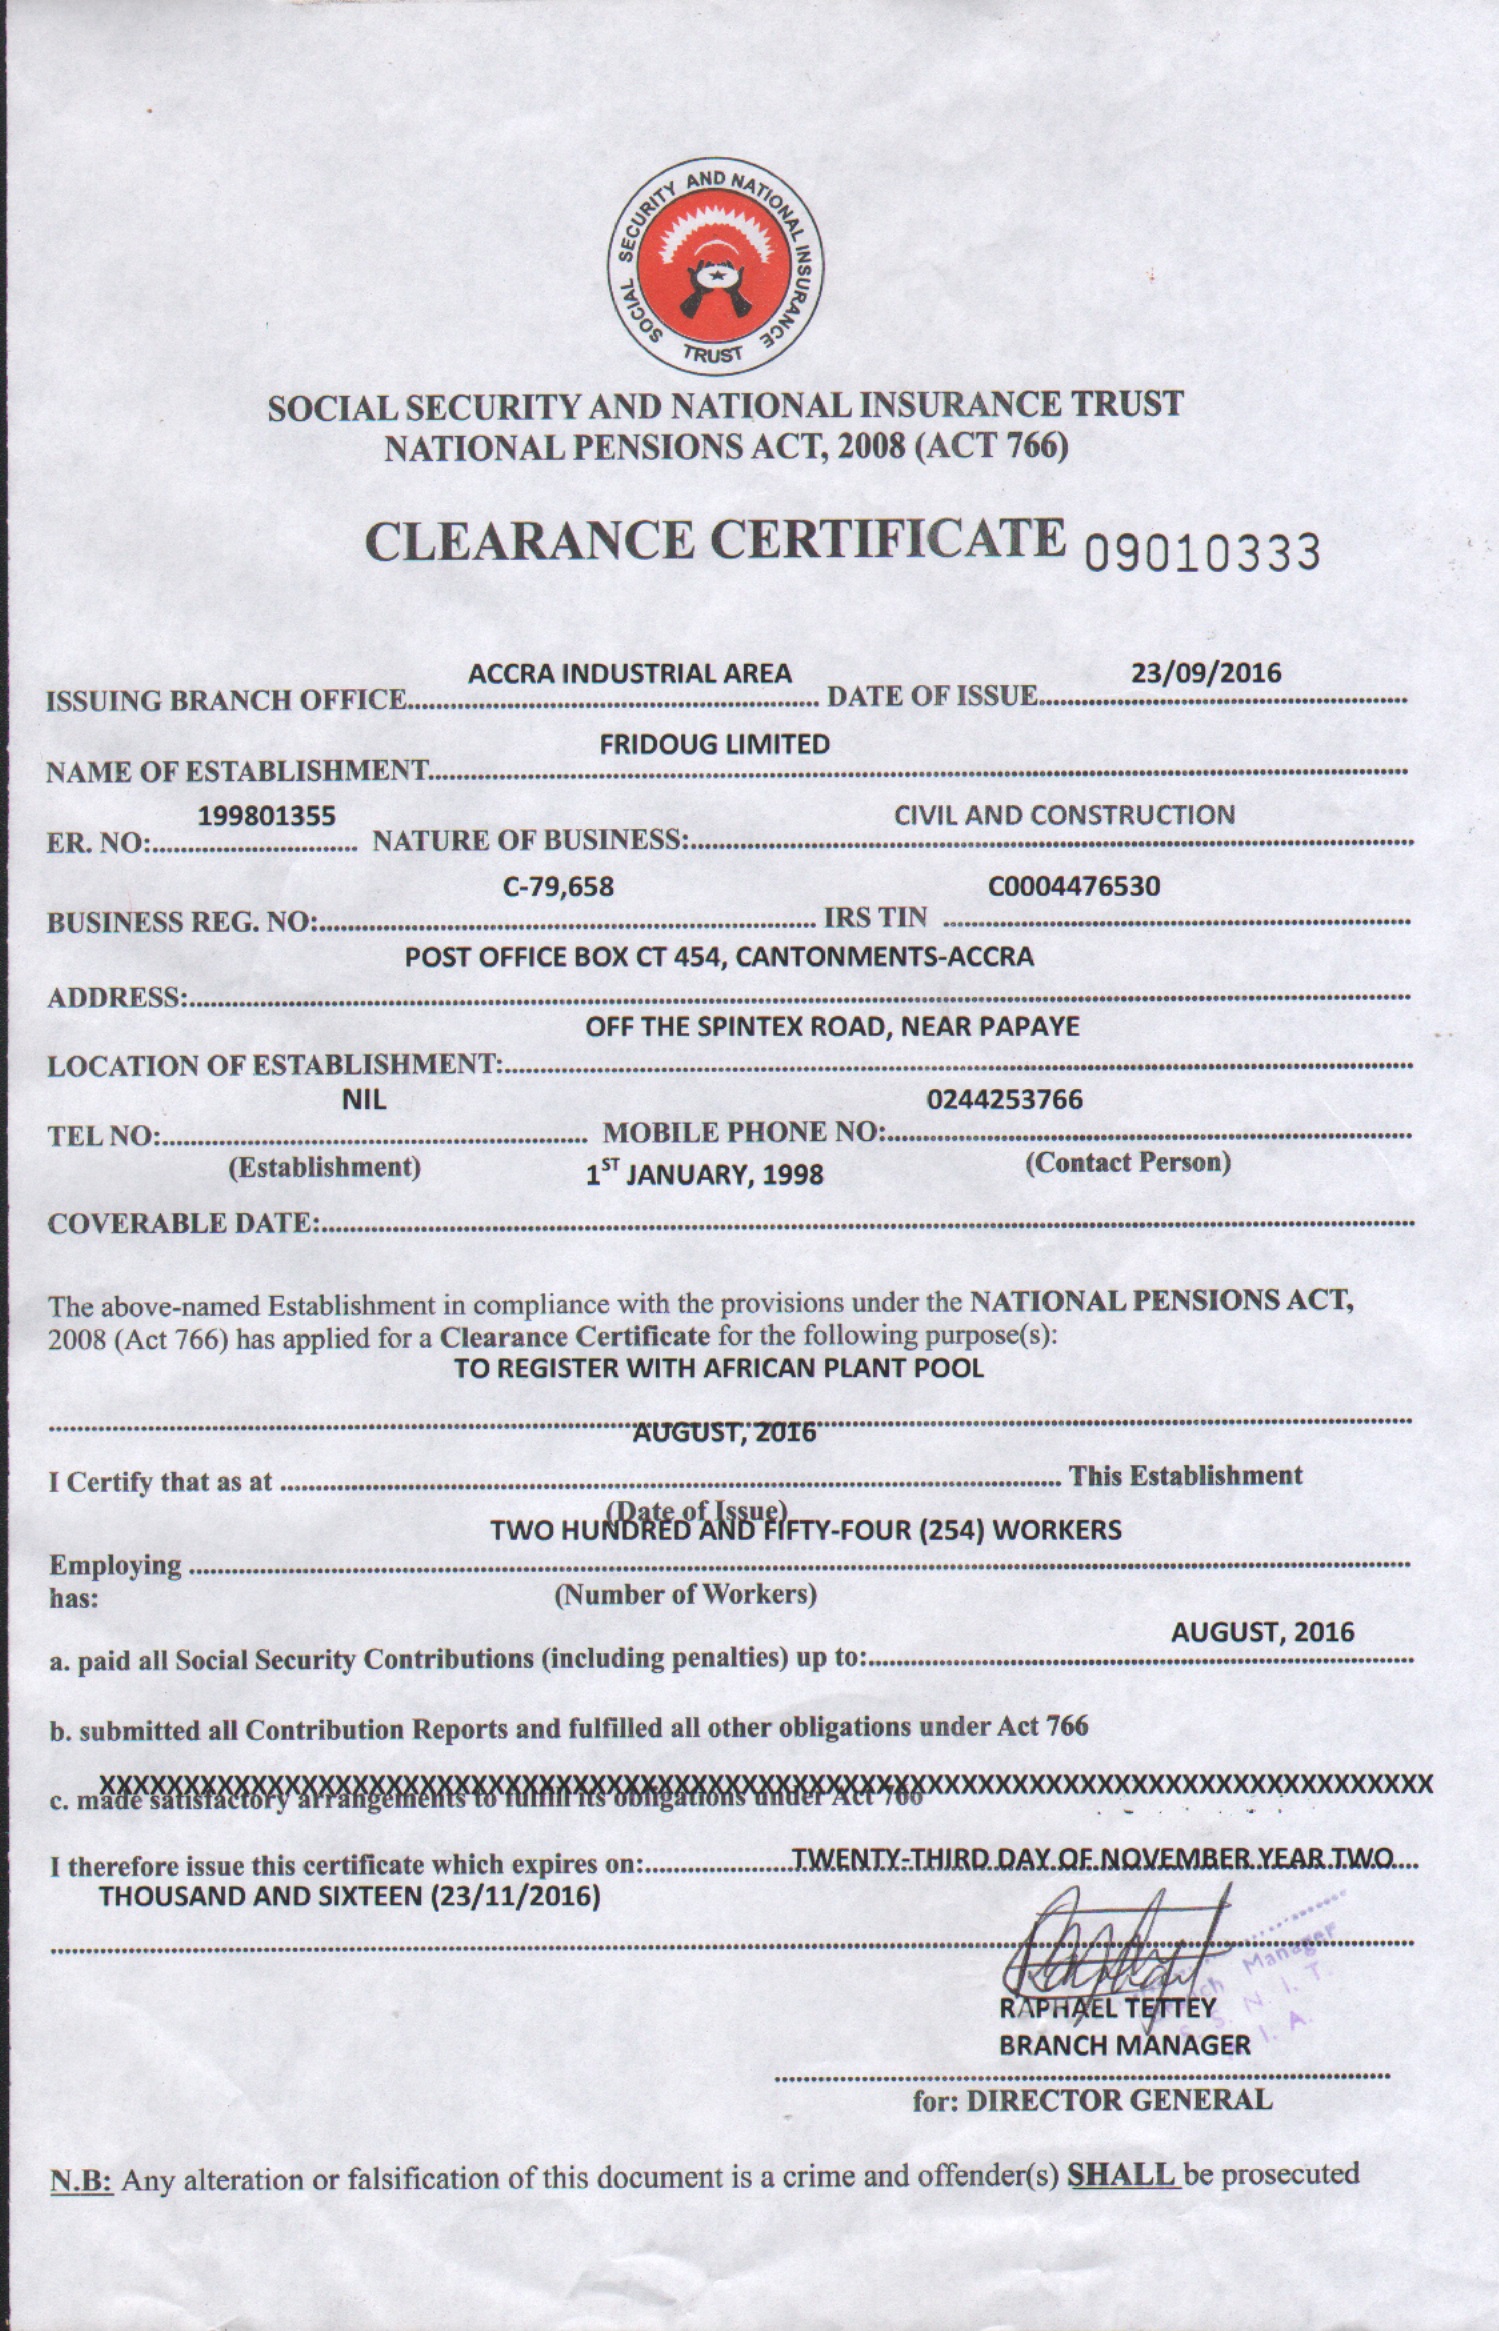 SOCIAL SECURITY AND NATIONAL INSURANCE TRUST
SOCIAL SECURITY AND NATIONAL INSURANCE TRUST
NATIONAL PENSIONS ACT, 2008 (ACT 766)
CLEARANCE CERTIFICATE 09010333
ACCRA INDUSTRIAL AREA 23/09/2016
ISSUING BRANCH OFFICE.......... DATE OF ISSUE..........
FRIDOUG LIMITED
NAME OF ESTABLISHMENT..........
199801355 CIVIL AND CONSTRUCTION
ER. NO:.......... NATURE OF BUSINESS:..........
C-79,658 C0004476530
BUSINESS REG. NO:.......... IRS TIN ..........
POST OFFICE BOX CT 454, CANTONMENTS-ACCRA
ADDRESS:..........
OFF THE SPINTEX ROAD, NEAR PAPAYE
LOCATION OF ESTABLISHMENT:..........
NIL 0244253766
TEL NO:.......... MOBILE PHONE NO:..........
(Establishment) 1ST JANUARY, 1998 (Contact Person)
COVERABLE DATE:..........
The above-named Establishment in compliance with the provisions under the NATIONAL PENSIONS ACT,
2008 (Act 766) has applied for a Clearance Certificate for the following purpose(s):
TO REGISTER WITH AFRICAN PLANT POOL
AUGUST, 2016
I Certify that as at .......... This Establishment
(Date of Issue)
TWO HUNDRED AND FIFTY-FOUR (254) WORKERS
Employing ..........
has: (Number of Workers)
AUGUST, 2016
a. paid all Social Security Contributions (including penalties) up to:..........
b. submitted all Contribution Reports and fulfilled all other obligations under Act 766
XXXXXXXXXXXXXXXXXXXXXXXXXXXXXXXXXXXXXXXXXXXXXXXXXXXXXXXXXXXXXXXXXXXXXXXXXXXXXXXX
c. made satisfactory arrangements to fulfill its obligations under Act 766
I therefore issue this certificate which expires on:..........TWENTY-THIRD DAY OF NOVEMBER YEAR TWO....
THOUSAND AND SIXTEEN (23/11/2016)
Manager
S. N. I. T.
I. A.
RAPHAEL TETTEY
BRANCH MANAGER
for: DIRECTOR GENERAL
N.B: Any alteration or falsification of this document is a crime and offender(s) SHALL be prosecuted